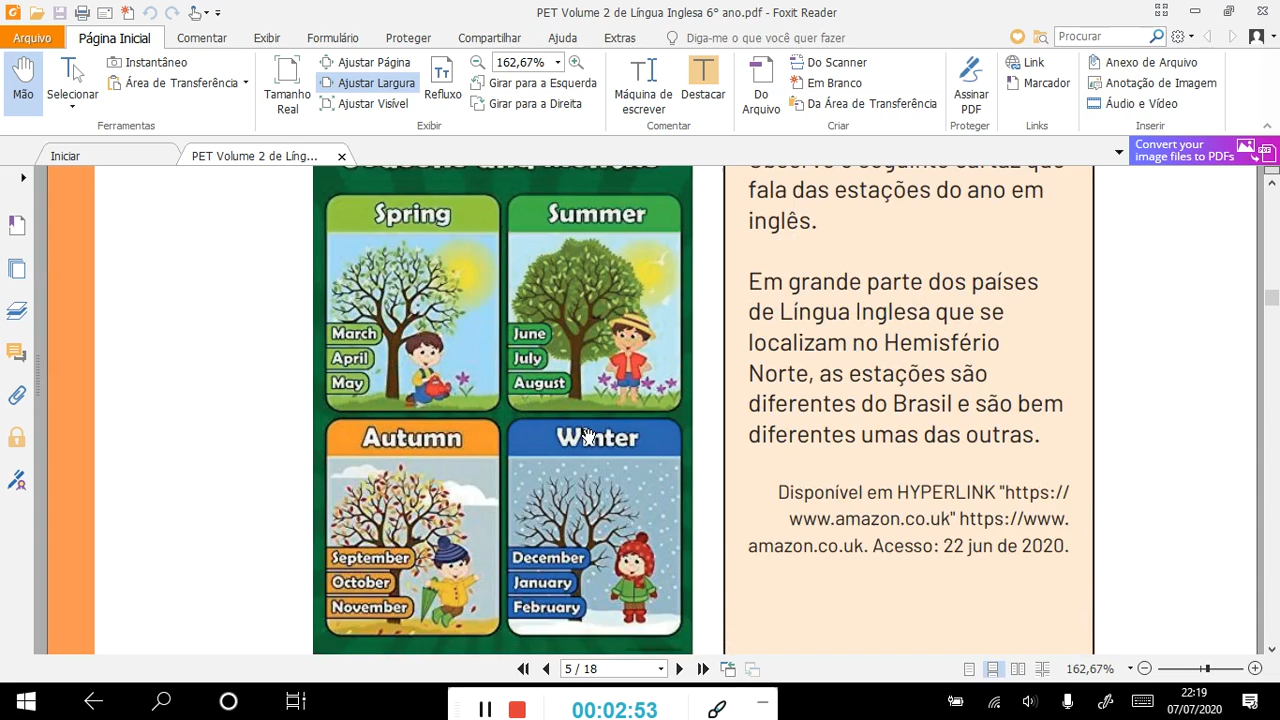 PET Volume 2 de Língua Inglesa 6° ano.pdf - Foxit Reader
Arquivo Página Inicial Comentar Exibir Formulário Proteger Compartilhar Ajuda Extras Diga-me o que você quer fazer Procurar
Mão
Selecionar
Instantâneo
Área de Transferência
Ferramentas
Tamanho Real
Ajustar Página
Ajustar Largura
Ajustar Visível
Refluxo
162,67%
Girar para a Esquerda
Girar para a Direita
Exibir
Máquina de escrever
Destacar
Comentar
Do Arquivo
Do Scanner
Em Branco
Da Área de Transferência
Criar
Assinar PDF
Proteger
Link
Marcador
Links
Anexo de Arquivo
Anotação de Imagem
Áudio e Vídeo
Inserir
Iniciar
PET Volume 2 de Líng...
Convert your
image files to PDFs
Spring
March
April
May
Summer
June
July
August
Autumn
September
October
November
Winter
December
January
February
fala das estações do ano em
inglês.
Em grande parte dos países
de Língua Inglesa que se
localizam no Hemisfério
Norte, as estações são
diferentes do Brasil e são bem
diferentes umas das outras.
Disponível em HYPERLINK "https://
www.amazon.co.uk" https://www.
amazon.co.uk. Acesso: 22 jun de 2020.
5 / 18
162,67%
00:02:53
22:19
07/07/2020